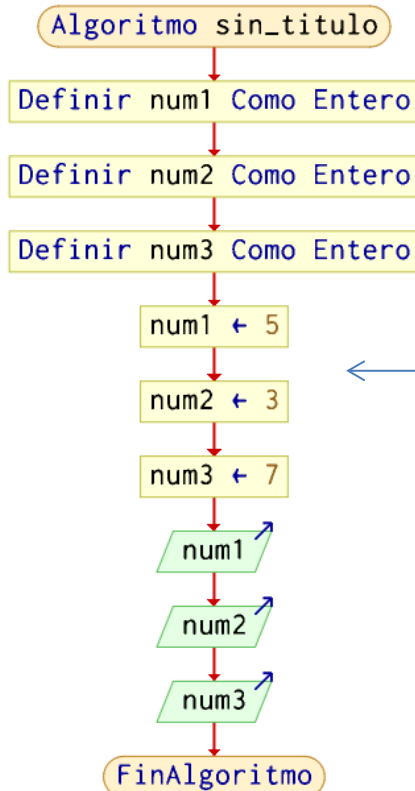 Algoritmo sin_titulo
Definir num1 Como Entero
Definir num2 Como Entero
Definir num3 Como Entero
num1 ← 5
num2 ← 3
num3 ← 7
num1
num2
num3
FinAlgoritmo